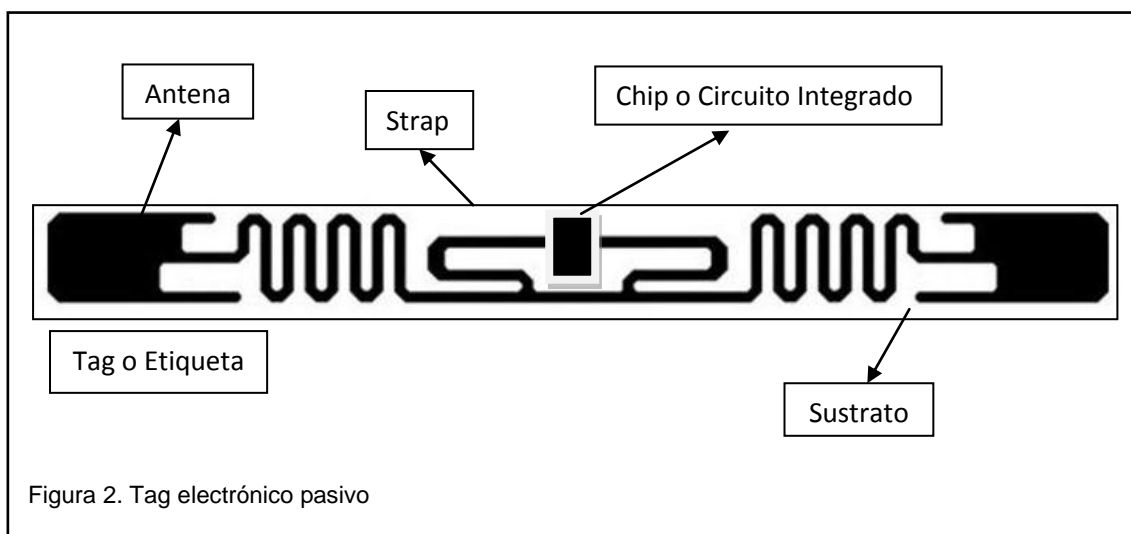 Antena
Strap
Chip o Circuito Integrado
Tag o Etiqueta
Sustrato
Figura 2. Tag electrónico pasivo